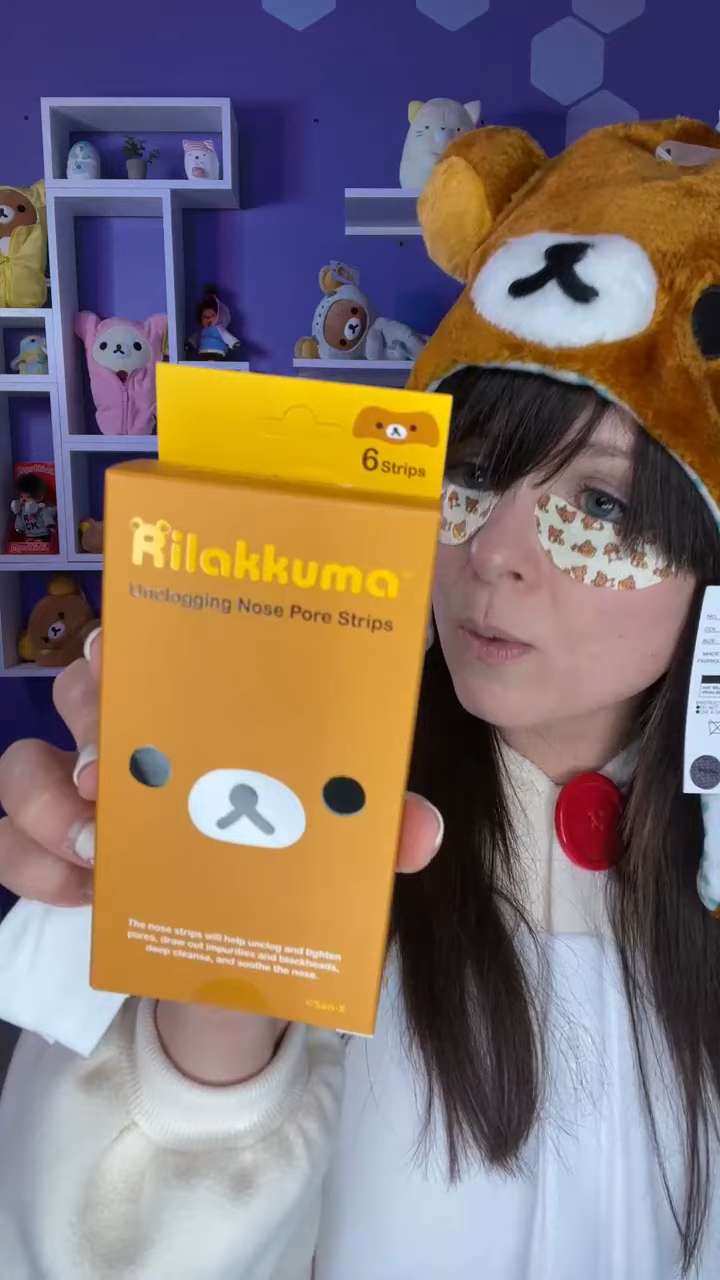 6 Strips
Rilakkuma
Unclogging Nose Pore Strips
The nose strips will help unclog and tighten
pores, draw out impurities and blackheads,
deep cleanse, and soothe the nose.
©San-X